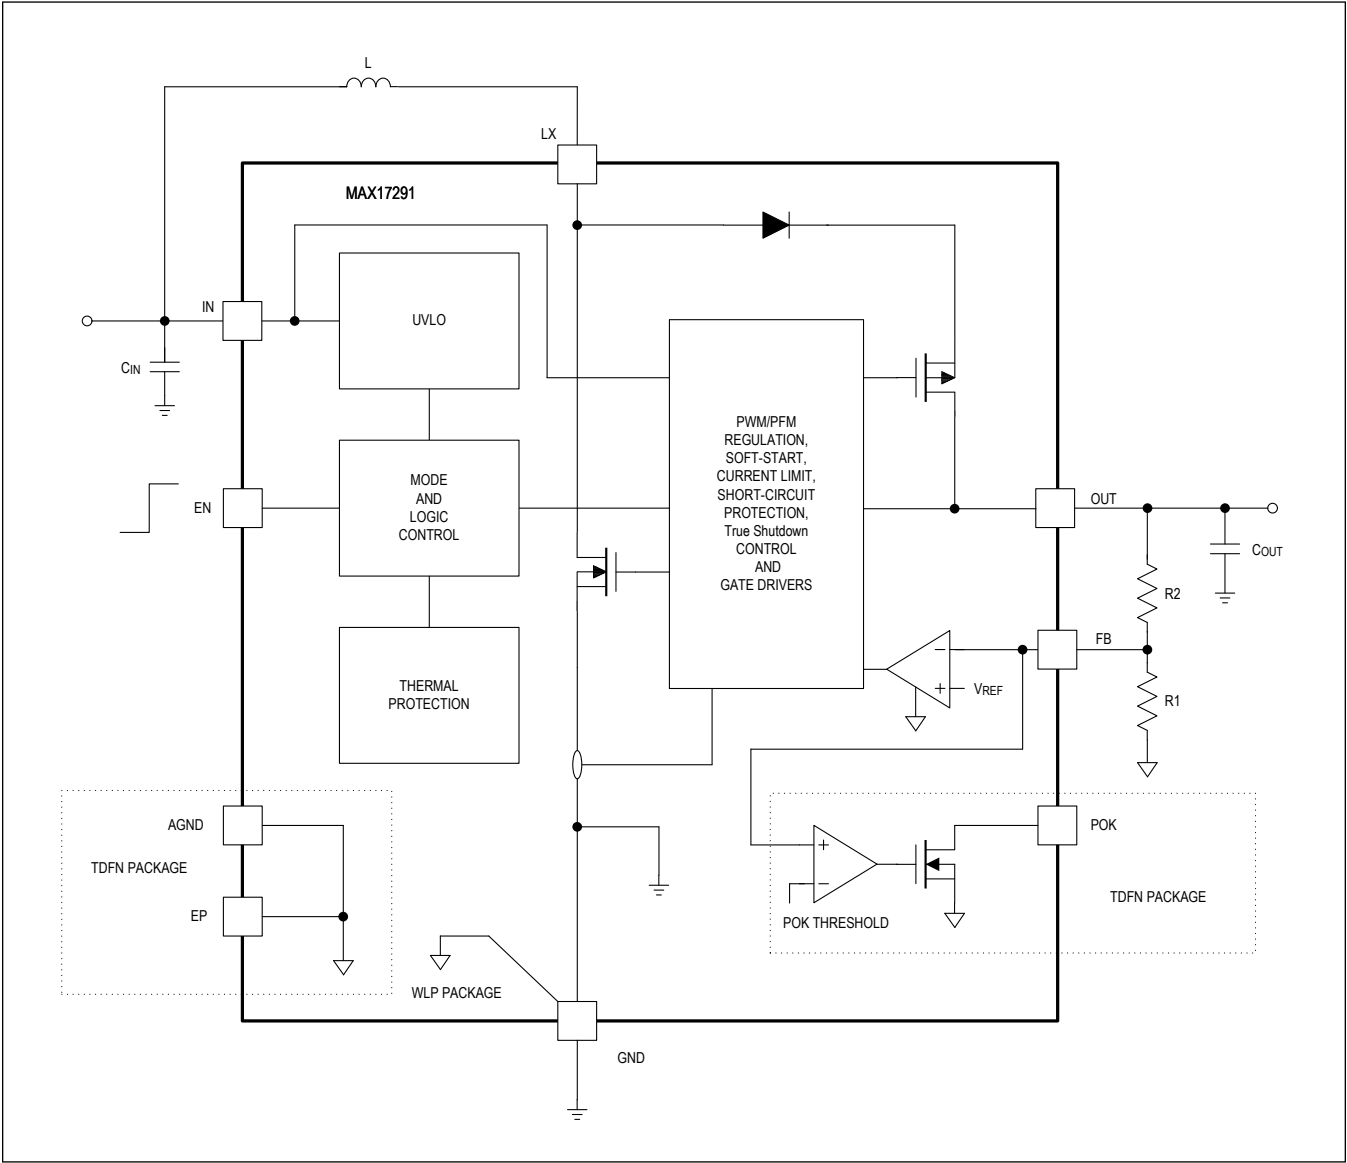 L
LX
MAX17291
IN
UVLO
CIN
PWM/PFM
REGULATION,
SOFT-START,
CURRENT LIMIT,
SHORT-CIRCUIT
PROTECTION,
True Shutdown
CONTROL
AND
GATE DRIVERS
EN
MODE
AND
LOGIC
CONTROL
OUT
COUT
R2
FB
−
+
VREF
R1
THERMAL
PROTECTION
AGND
TDFN PACKAGE
EP
+
−
POK THRESHOLD
POK
TDFN PACKAGE
WLP PACKAGE
GND